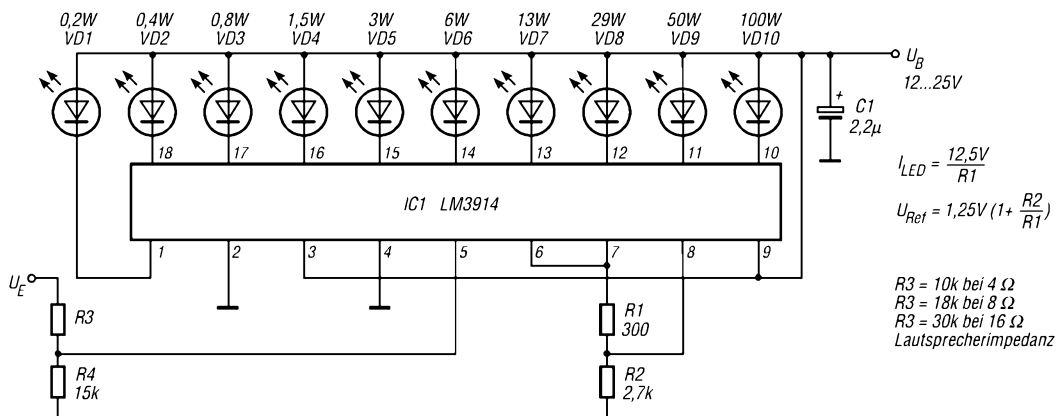 0,2W 0,4W 0,8W 1,5W 3W 6W 13W 29W 50W 100W
VD1 VD2 VD3 VD4 VD5 VD6 VD7 VD8 VD9 VD10
U_B
12...25V
+
C1
2,2µ
18 17 16 15 14 13 12 11 10
IC1 LM3914
1 2 3 4 5 6 7 8 9
I_LED = 12,5V / R1
U_Ref = 1,25V (1+ R2 / R1)
U_E
R3
R1
300
R4
15k
R2
2,7k
R3 = 10k bei 4 Ω
R3 = 18k bei 8 Ω
R3 = 30k bei 16 Ω
Lautsprecherimpedanz